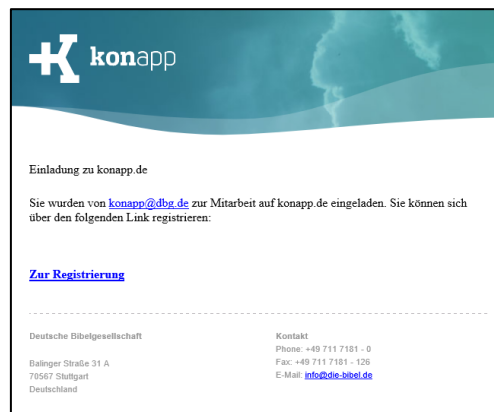 konapp
Einladung zu konapp.de
Sie wurden von konapp@dbg.de zur Mitarbeit auf konapp.de eingeladen. Sie können sich
über den folgenden Link registrieren:
Zur Registrierung
Deutsche Bibelgesellschaft
Balinger Straße 31 A
70567 Stuttgart
Deutschland
Kontakt
Phone: +49 711 7181 - 0
Fax: +49 711 7181 - 126
E-Mail: info@die-bibel.de